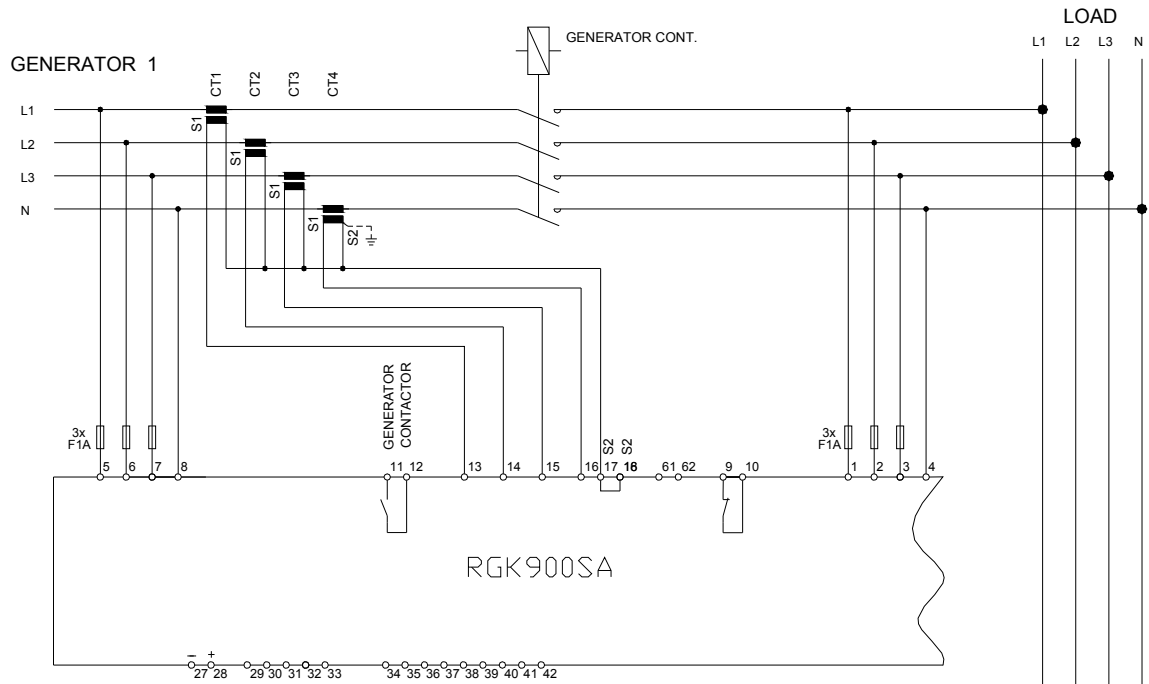 LOAD
L1 L2 L3 N
GENERATOR CONT.
GENERATOR 1
CT1
CT2
CT3
CT4
L1
L2
L3
N
S1
S1
S1
S1
S2
GENERATOR
CONTACTOR
3x
F1A
S2
S2
3x
F1A
5 6 7 8 11 12 13 14 15 16 17 18 61 62 9 10 1 2 3 4
RGK900SA
– +
27 28 29 30 31 32 33 34 35 36 37 38 39 40 41 42